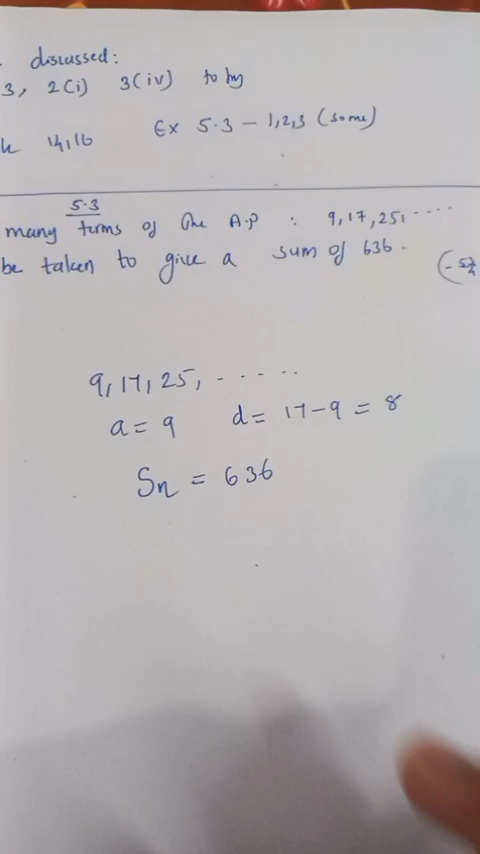 discussed:
3, 2(i) 3(iv) to by
14,16 Ex 5.3 - 1,2,3 (some)
5.3
many terms of the A.P : 9, 17, 25, ....
be taken to give a sum of 636.
9, 17, 25, ......
a = 9 d = 17-9 = 8
Sn = 636